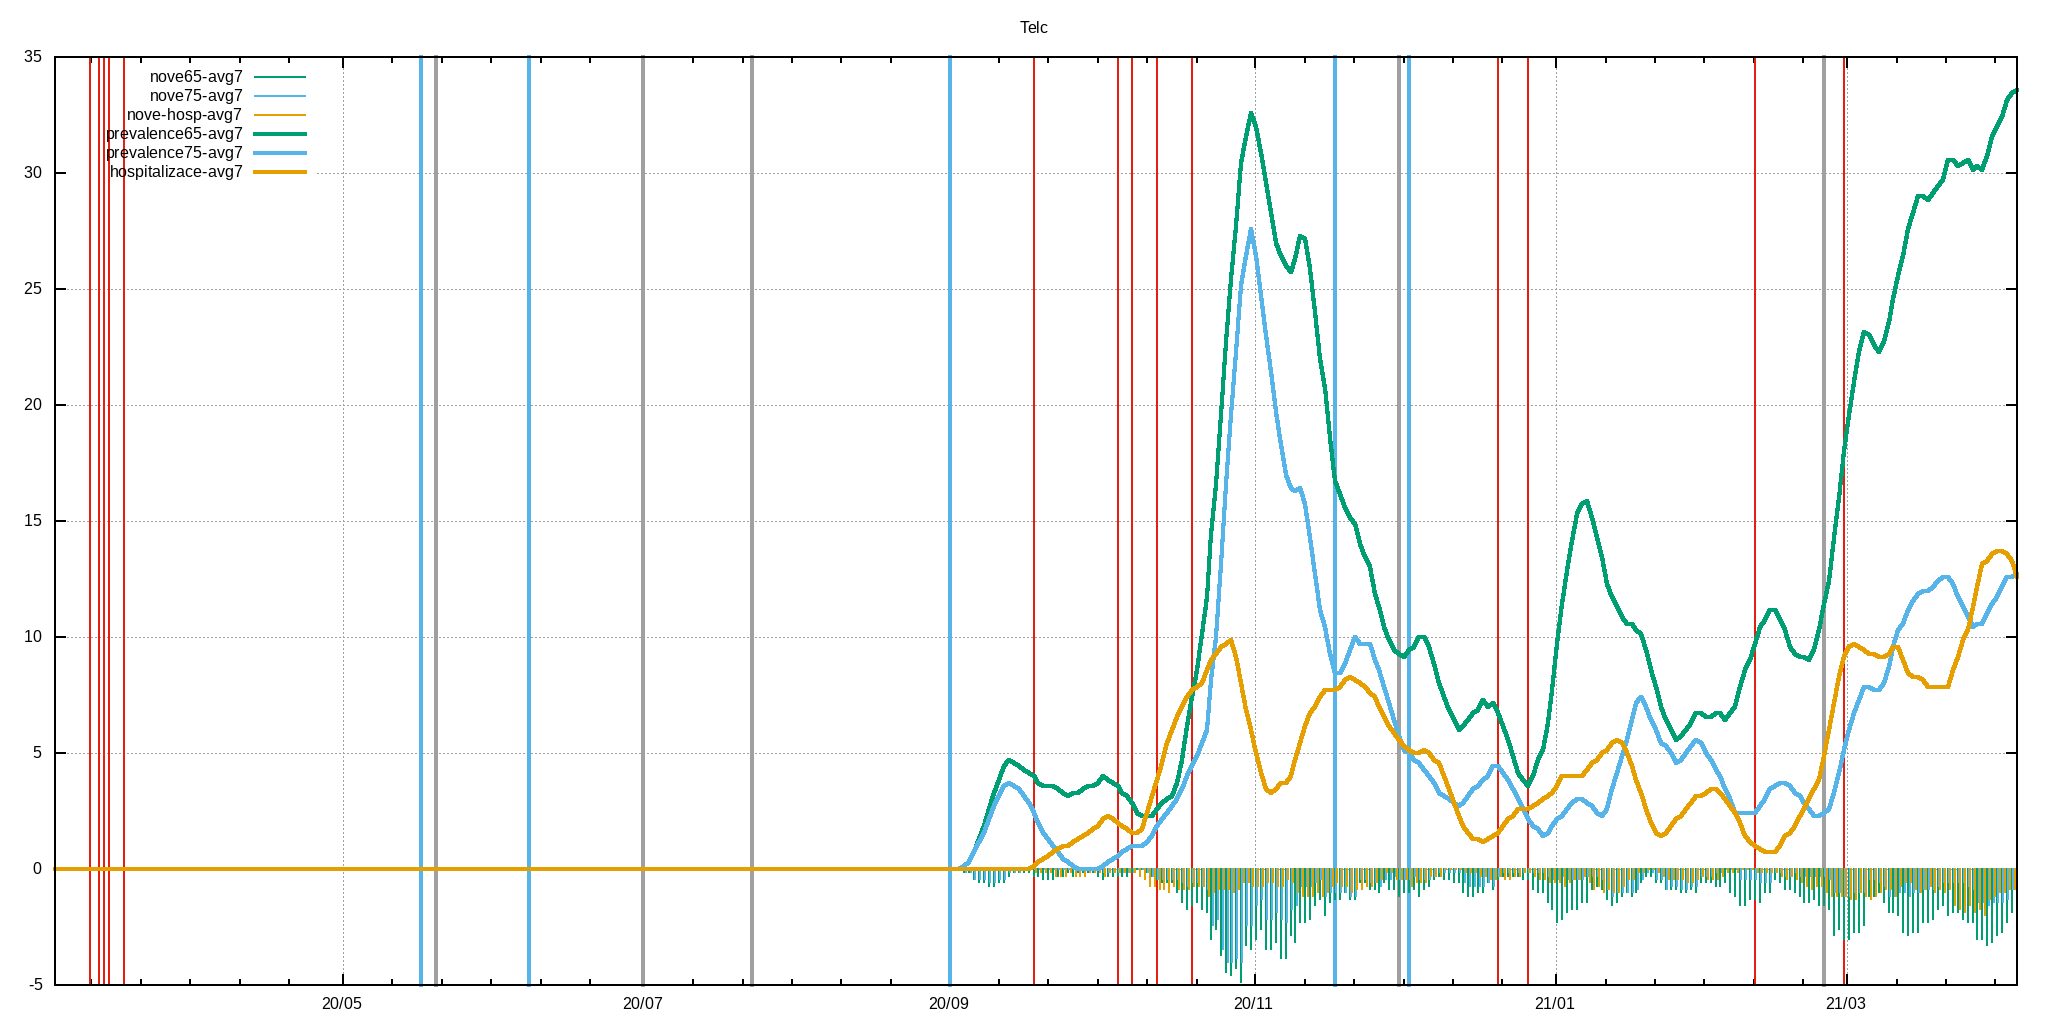 Telc
35
30
25
20
15
10
5
0
-5
nove65-avg7
nove75-avg7
nove-hosp-avg7
prevalence65-avg7
prevalence75-avg7
hospitalizace-avg7
20/05 20/07 20/09 20/11 21/01 21/03